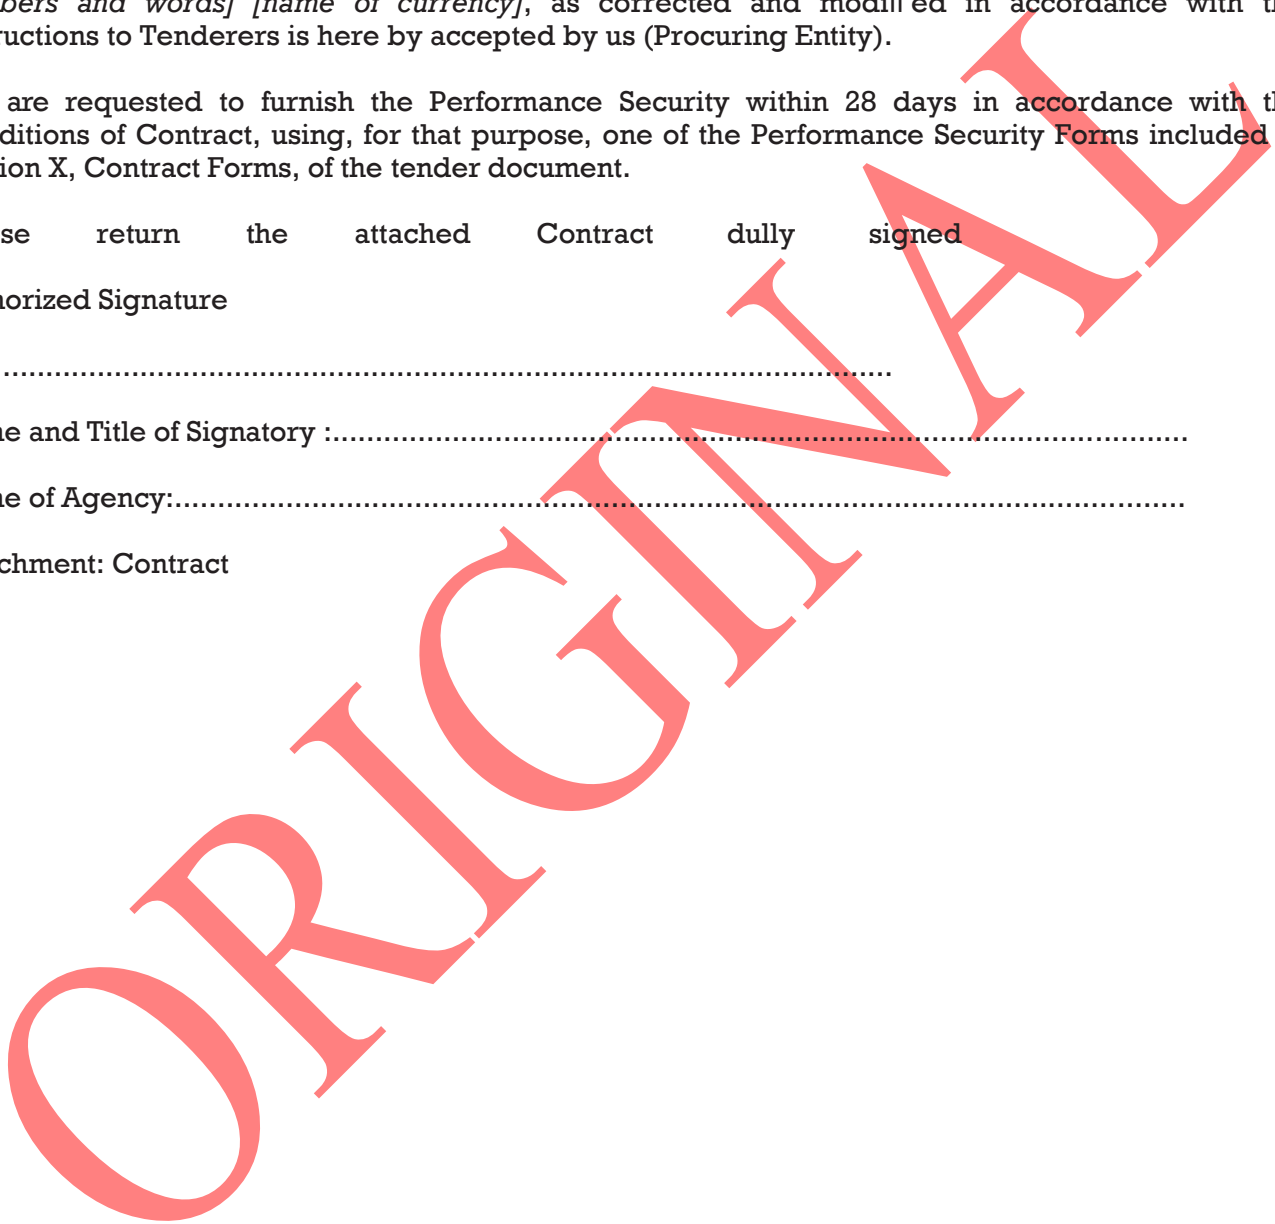 bers and words] [name of currency], as corrected and modified in accordance with th
ructions to Tenderers is here by accepted by us (Procuring Entity).
are requested to furnish the Performance Security within 28 days in accordance with th
ditions of Contract, using, for that purpose, one of the Performance Security Forms included
ion X, Contract Forms, of the tender document.
se return the attached Contract dully signed
horized Signature
........................................................................................................
e and Title of Signatory :....................................................................................................
e of Agency:......................................................................................................................
chment: Contract
ORIGINAL